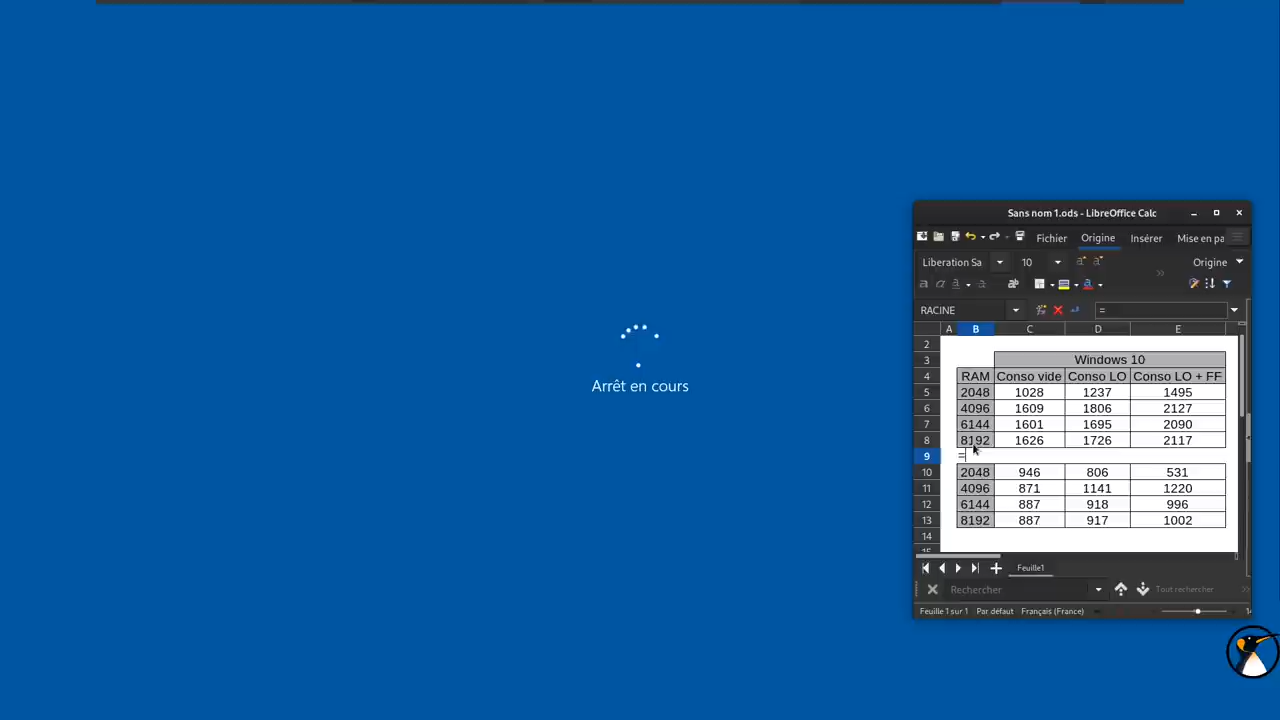 Arrêt en cours
Sans nom 1.ods - LibreOffice Calc
Fichier Origine Insérer Mise en pa
Liberation Sa 10 Origine
RACINE =
A B C D E
2
3 Windows 10
4 RAM Conso vide Conso LO Conso LO + FF
5 2048 1028 1237 1495
6 4096 1609 1806 2127
7 6144 1601 1695 2090
8 8192 1626 1726 2117
9 =
10 2048 946 806 531
11 4096 871 1141 1220
12 6144 887 918 996
13 8192 887 917 1002
14
15
Feuille1
Rechercher Tout rechercher
Feuille 1 sur 1 Par défaut Français (France)